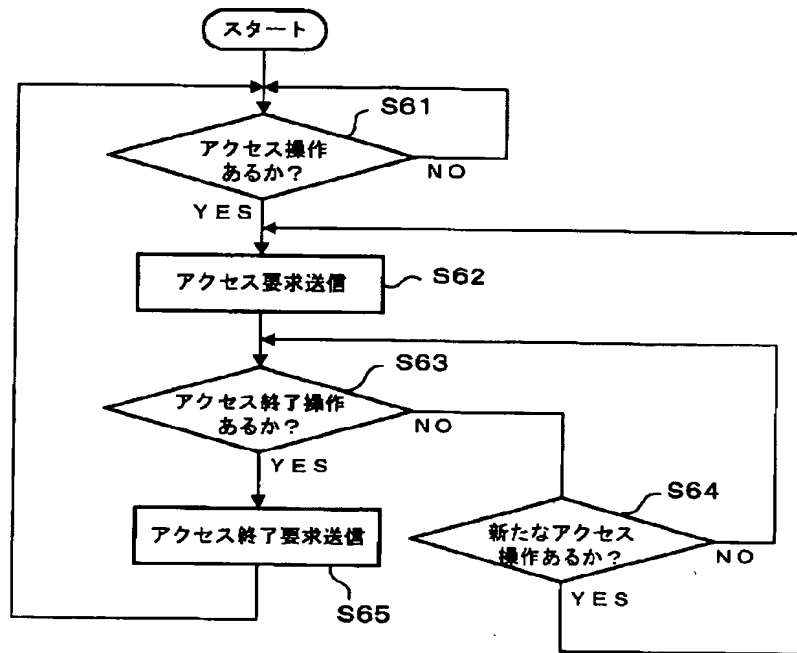 スタート
S61
アクセス操作
あるか？
NO
YES
アクセス要求送信
S62
S63
アクセス終了操作
あるか？
NO
YES
S64
アクセス終了要求送信
新たなアクセス
操作あるか？
NO
YES
S65